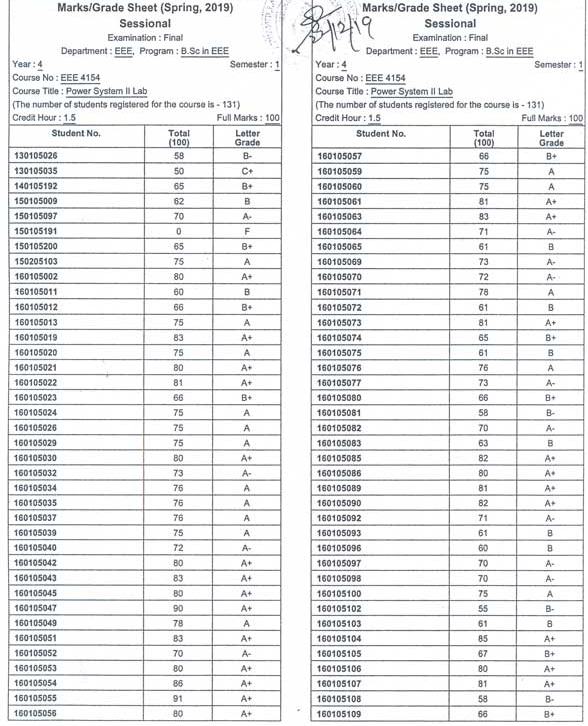 Marks/Grade Sheet (Spring, 2019)
Sessional
Examination : Final
Department : EEE, Program : B.Sc in EEE
Year : 4 Semester : 1
Course No : EEE 4154
Course Title : Power System II Lab
(The number of students registered for the course is - 131)
Credit Hour : 1.5 Full Marks : 100
Student No. Total (100) Letter Grade
130105026 58 B-
130105035 50 C+
140105192 65 B+
150105009 62 B
150105097 70 A-
150105191 0 F
150105200 65 B+
150205103 75 A
160105002 80 A+
160105011 60 B
160105012 66 B+
160105013 75 A
160105019 83 A+
160105020 75 A
160105021 80 A+
160105022 81 A+
160105023 66 B+
160105024 75 A
160105026 75 A
160105029 75 A
160105030 80 A+
160105032 73 A-
160105034 76 A
160105035 76 A
160105037 76 A
160105039 75 A
160105040 72 A-
160105042 80 A+
160105043 83 A+
160105045 80 A+
160105047 90 A+
160105049 78 A
160105051 83 A+
160105052 70 A-
160105053 80 A+
160105054 86 A+
160105055 91 A+
160105056 80 A+
Marks/Grade Sheet (Spring, 2019)
Sessional
Examination : Final
Department : EEE, Program : B.Sc in EEE
Year : 4 Semester : 1
Course No : EEE 4154
Course Title : Power System II Lab
(The number of students registered for the course is - 131)
Credit Hour : 1.5 Full Marks : 100
Student No. Total (100) Letter Grade
160105057 66 B+
160105059 75 A
160105060 75 A
160105061 81 A+
160105063 83 A+
160105064 71 A-
160105065 61 B
160105069 73 A-
160105070 72 A-
160105071 78 A
160105072 61 B
160105073 81 A+
160105074 65 B+
160105075 61 B
160105076 76 A
160105077 73 A-
160105080 66 B+
160105081 58 B-
160105082 70 A-
160105083 63 B
160105085 82 A+
160105086 80 A+
160105089 81 A+
160105090 82 A+
160105092 71 A-
160105093 61 B
160105096 60 B
160105097 70 A-
160105098 70 A-
160105100 75 A
160105102 55 B-
160105103 61 B
160105104 85 A+
160105105 67 B+
160105106 80 A+
160105107 81 A+
160105108 58 B-
160105109 66 B+